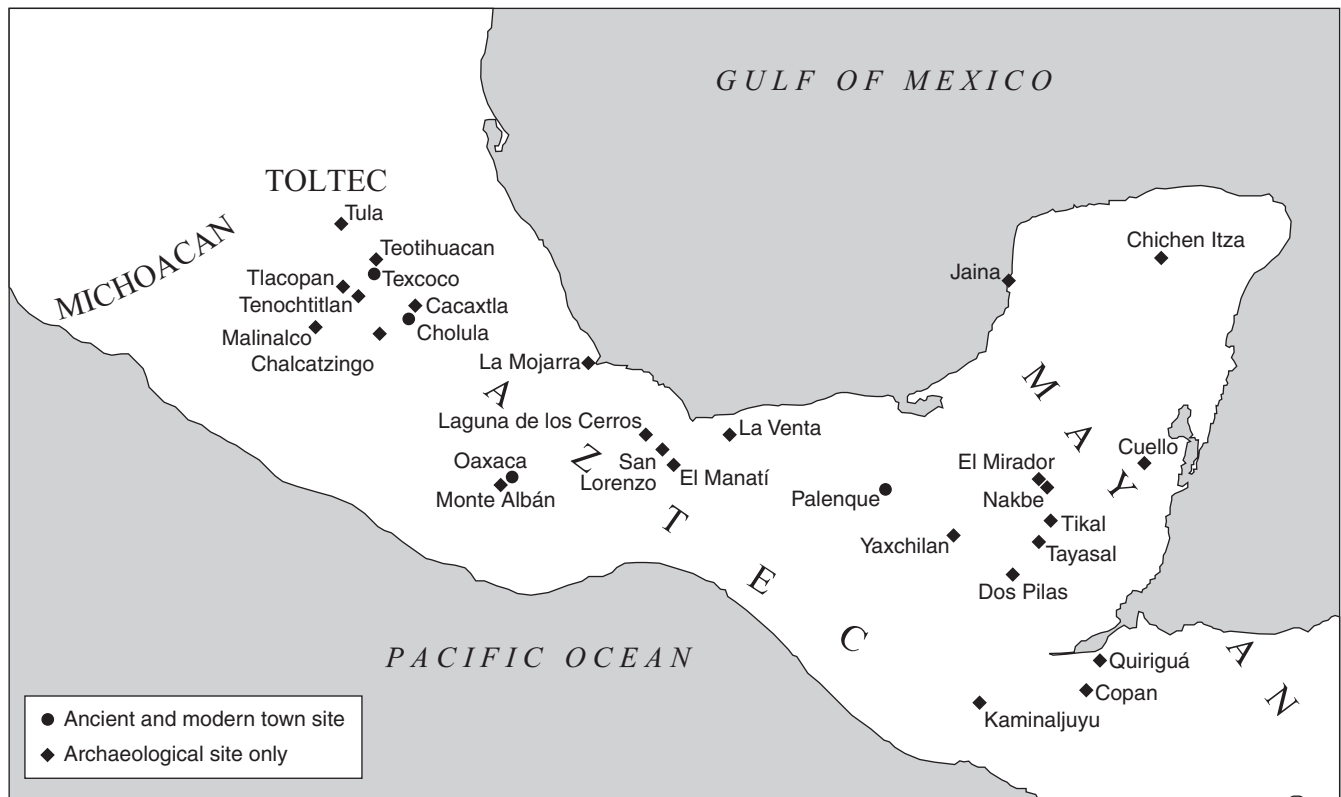 GULF OF MEXICO
TOLTEC
MICHOACAN
Tula
Teotihuacan
Texcoco
Tlacopan
Tenochtitlan
Cacaxtla
Cholula
Malinalco
Chalcatzingo
Jaina
Chichen Itza
La Mojarra
AZTEC
MAYAN
Laguna de los Cerros
La Venta
San
Lorenzo
El Manatí
Oaxaca
Monte Albán
Palenque
Yaxchilan
El Mirador
Nakbe
Cuello
Tikal
Tayasal
Dos Pilas
PACIFIC OCEAN
Quiriguá
Copan
Kaminaljuyu
Ancient and modern town site
Archaeological site only